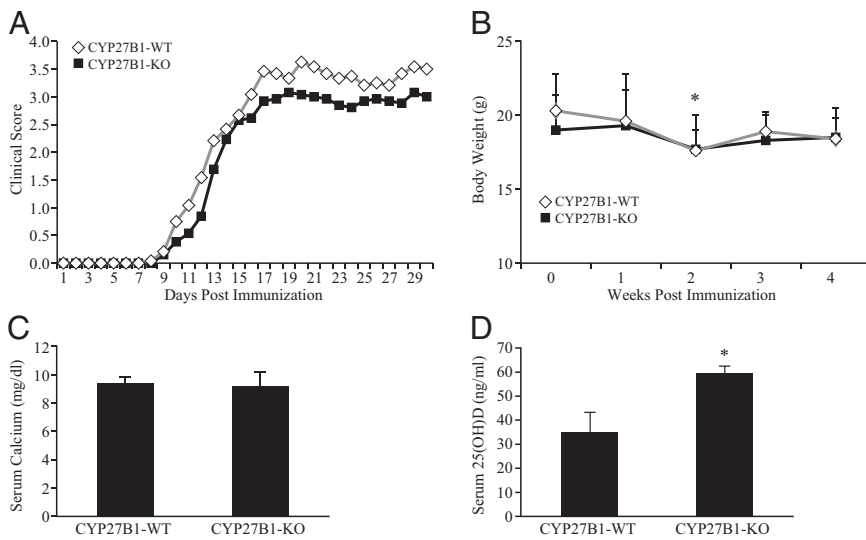 A
CYP27B1-WT
CYP27B1-KO
4.0
3.5
3.0
2.5
2.0
1.5
1.0
0.5
0.0
Clinical Score
1 3 5 7 9 11 13 15 17 19 21 23 25 27 29
Days Post Immunization
B
*
23
20
17
15
Body Weight (g)
CYP27B1-WT
CYP27B1-KO
0 1 2 3 4
Weeks Post Immunization
C
12
10
8
6
4
2
0
Serum Calcium (mg/dl)
CYP27B1-WT CYP27B1-KO
D
*
70
60
50
40
30
20
10
0
Serum 25(OH)D (ng/ml)
CYP27B1-WT CYP27B1-KO